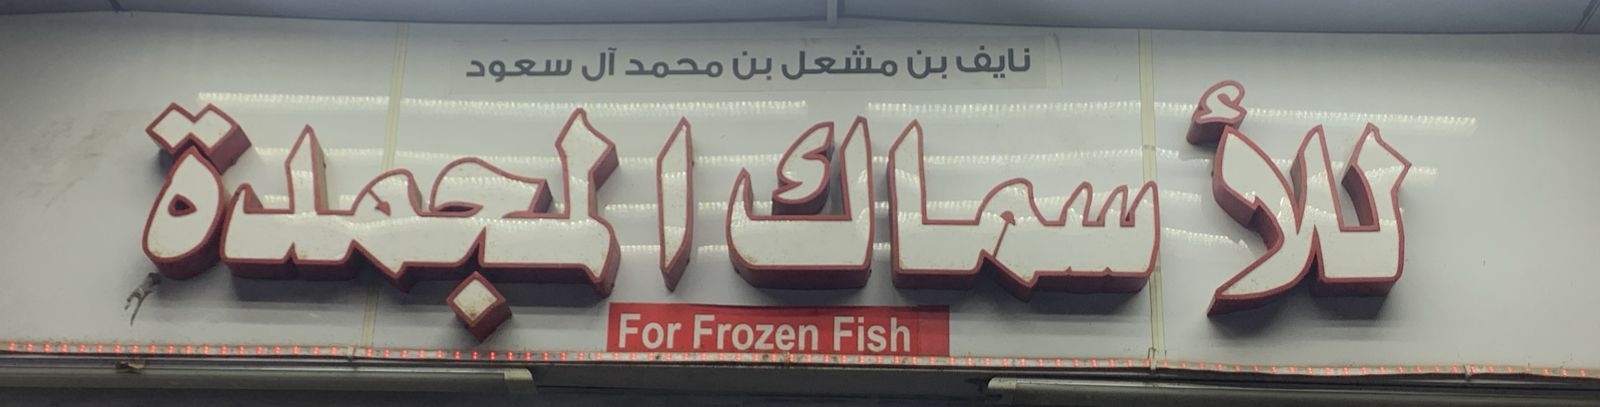 نايف بن مشعل بن محمد آل سعود
للأسماك المجمدة
For Frozen Fish